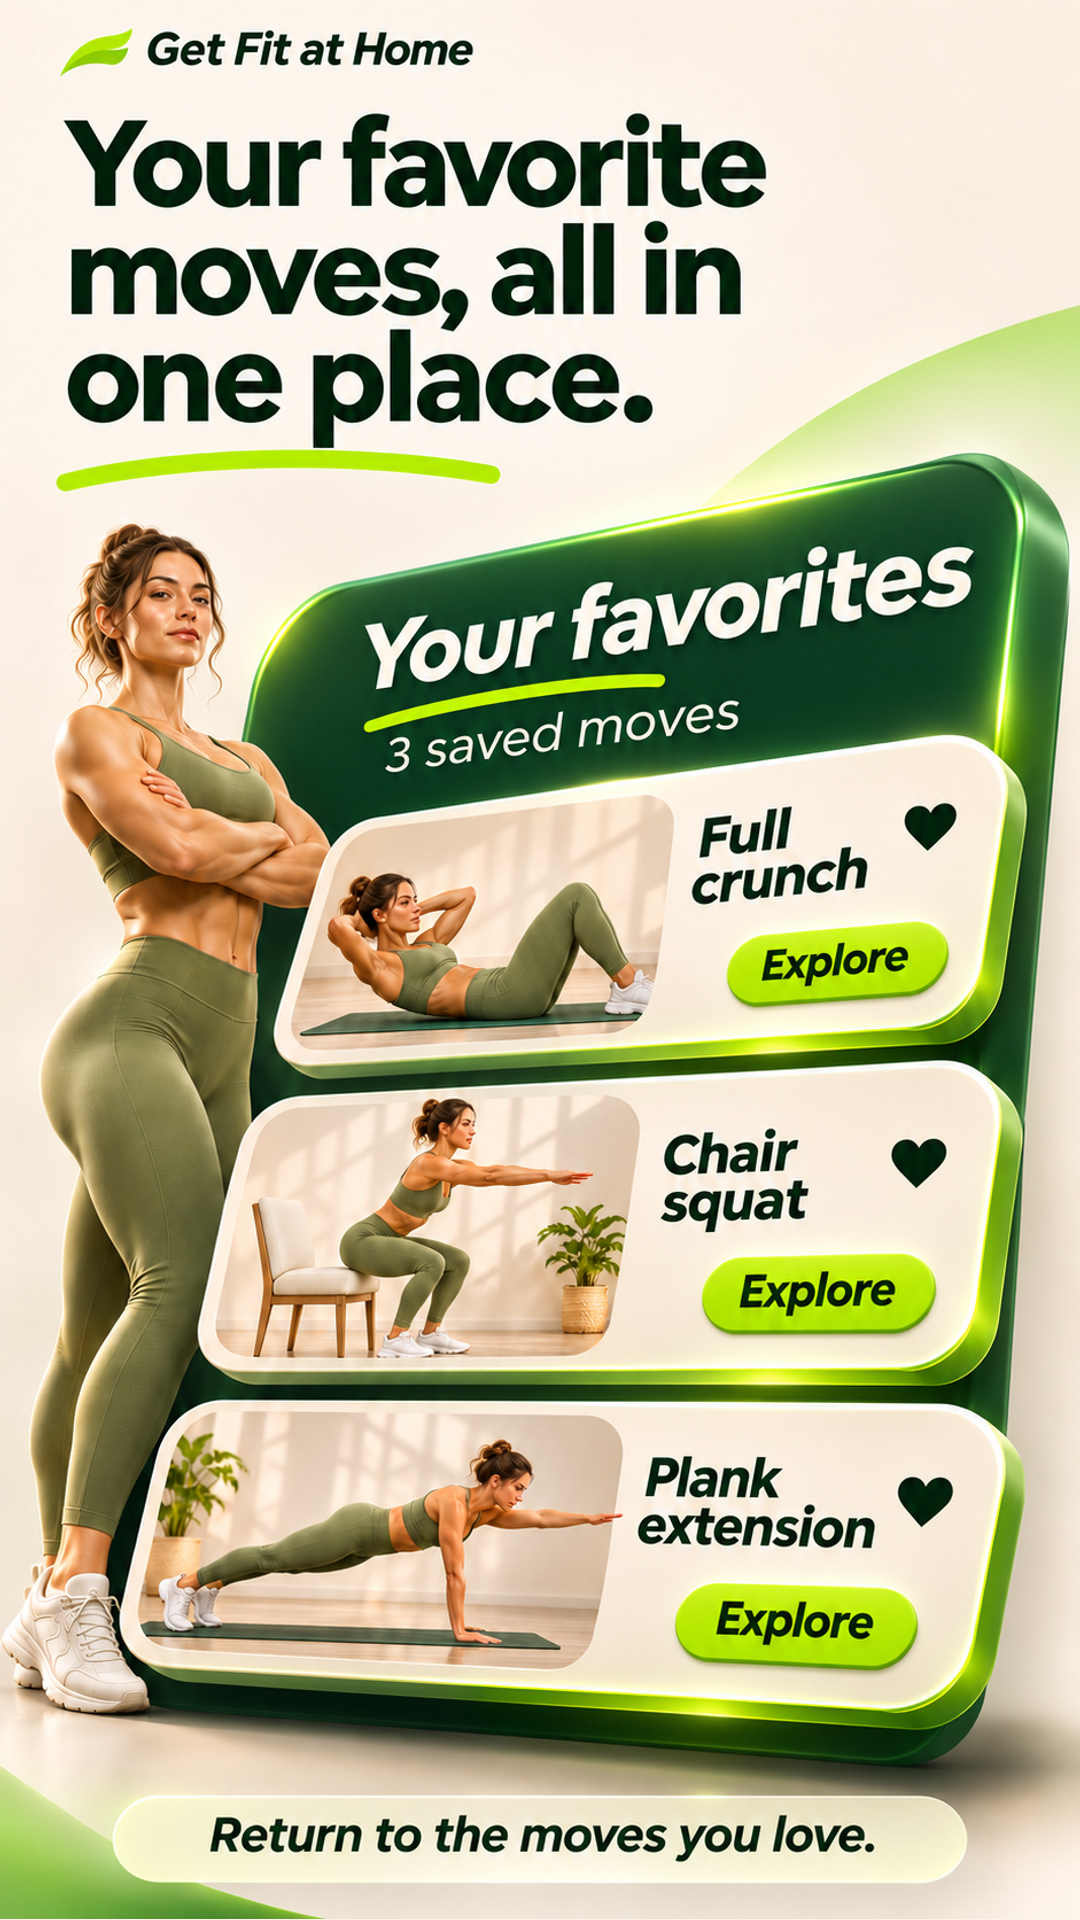 Get Fit at Home
Your favorite
moves, all in
one place.
Your favorites
3 saved moves
Full
crunch
Explore
Chair
squat
Explore
Plank
extension
Explore
Return to the moves you love.